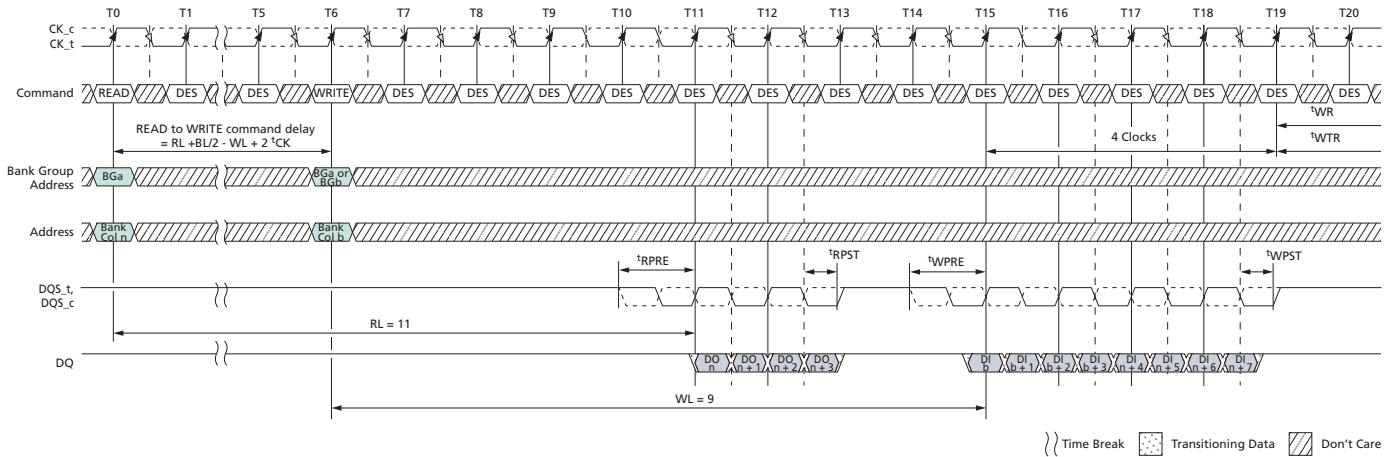 T0 T1 T5 T6 T7 T8 T9 T10 T11 T12 T13 T14 T15 T16 T17 T18 T19 T20
CK_c
CK_t
Command READ DES DES WRITE DES DES DES DES DES DES DES DES DES DES DES DES DES DES
tWR
READ to WRITE command delay
= RL +BL/2 - WL + 2 tCK
4 Clocks
tWTR
Bank Group
Address
BGa
BGa or
BGb
Address
Bank
Col n
Bank
Col b
tRPRE tRPST tWPRE tWPST
DQS_t,
DQS_c
RL = 11
DQ
DO
n
DO
n + 1
DO
n + 2
DO
n + 3
DI
b
DI
b + 1
DI
b + 2
DI
b + 3
DI
n + 4
DI
n + 5
DI
n + 6
DI
n + 7
WL = 9
Time Break Transitioning Data Don't Care